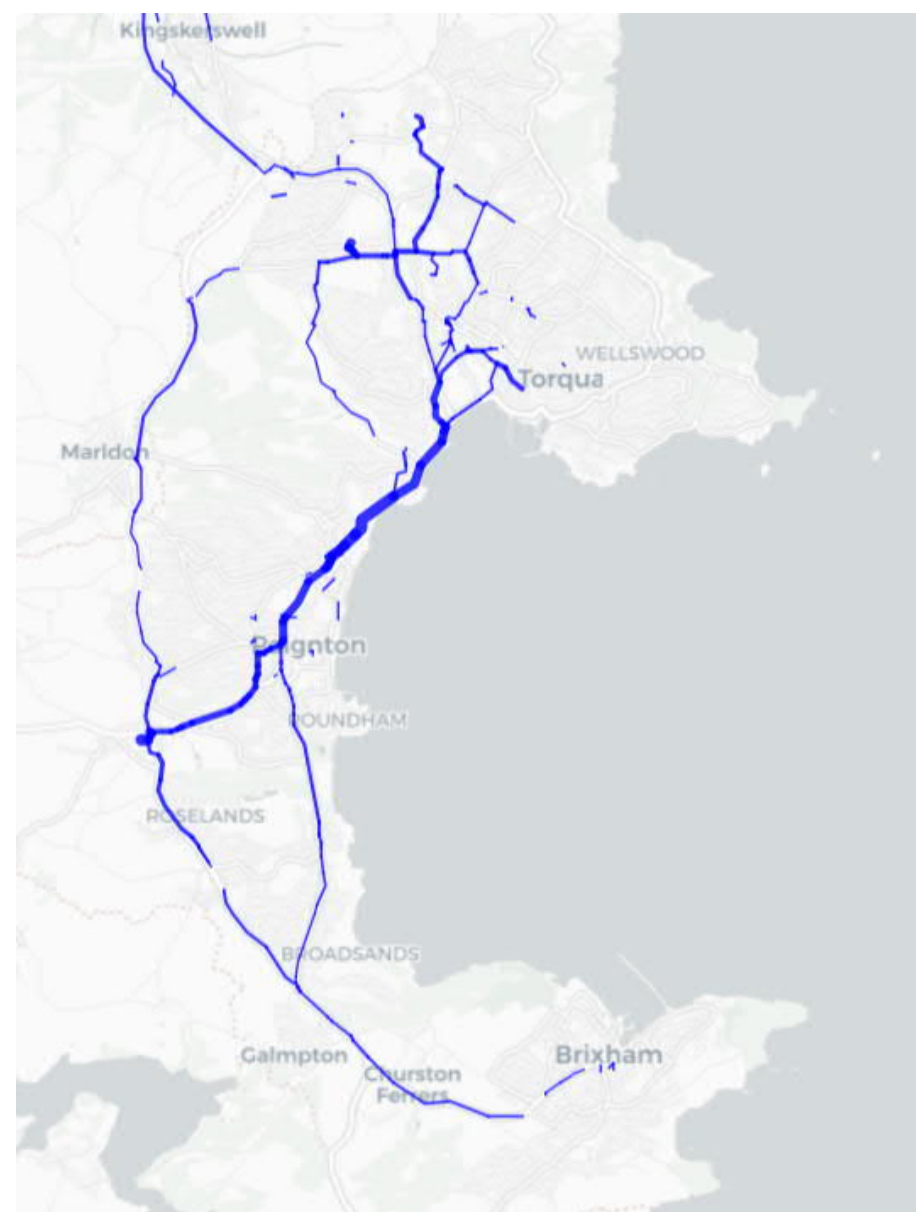 Kingskerswell
WELLSWOOD
Torqua
Marldon
Paignton
ROUNDHAM
ROSELANDS
BROADSANDS
Galmpton
Brixham
Churston
Ferrers